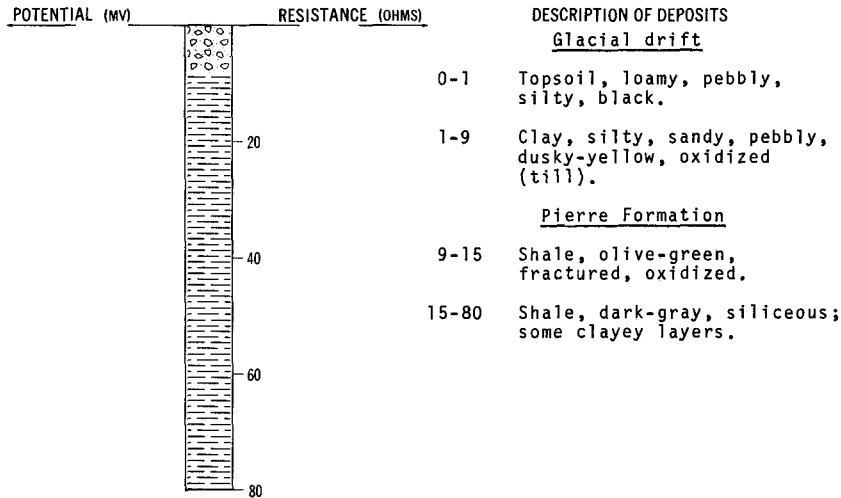 POTENTIAL (MV) RESISTANCE (OHMS) DESCRIPTION OF DEPOSITS
Glacial drift
0-1 Topsoil, loamy, pebbly,
silty, black.
1-9 Clay, silty, sandy, pebbly,
dusky-yellow, oxidized
(till).
Pierre Formation
9-15 Shale, olive-green,
fractured, oxidized.
15-80 Shale, dark-gray, siliceous;
some clayey layers.
20
40
60
80